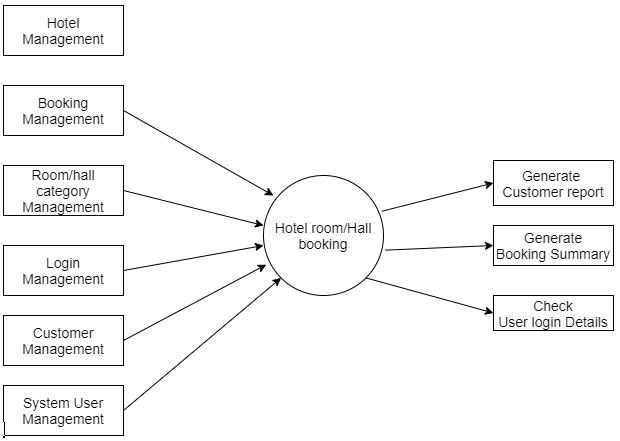 Hotel
Management
Booking
Management
Room/hall
category
Management
Login
Management
Customer
Management
System User
Management
Hotel room/Hall
booking
Generate
Customer report
Generate
Booking Summary
Check
User login Details